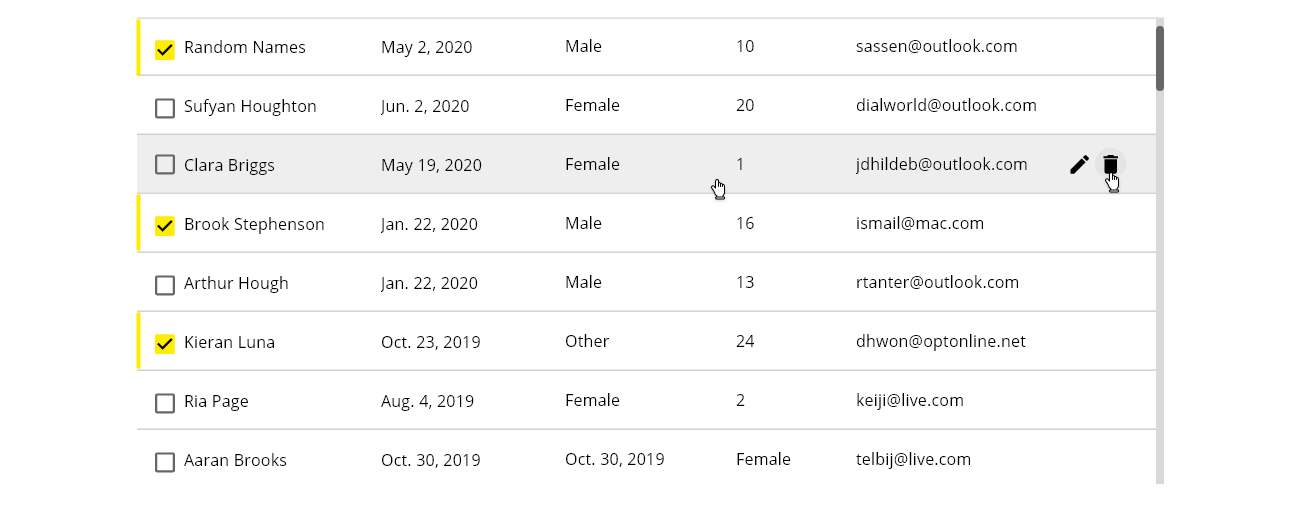 Random Names May 2, 2020 Male 10 sassen@outlook.com
Sufyan Houghton Jun. 2, 2020 Female 20 dialworld@outlook.com
Clara Briggs May 19, 2020 Female 1 jdhildeb@outlook.com
Brook Stephenson Jan. 22, 2020 Male 16 ismail@mac.com
Arthur Hough Jan. 22, 2020 Male 13 rtanter@outlook.com
Kieran Luna Oct. 23, 2019 Other 24 dhwon@optonline.net
Ria Page Aug. 4, 2019 Female 2 keiji@live.com
Aaran Brooks Oct. 30, 2019 Oct. 30, 2019 Female telbij@live.com